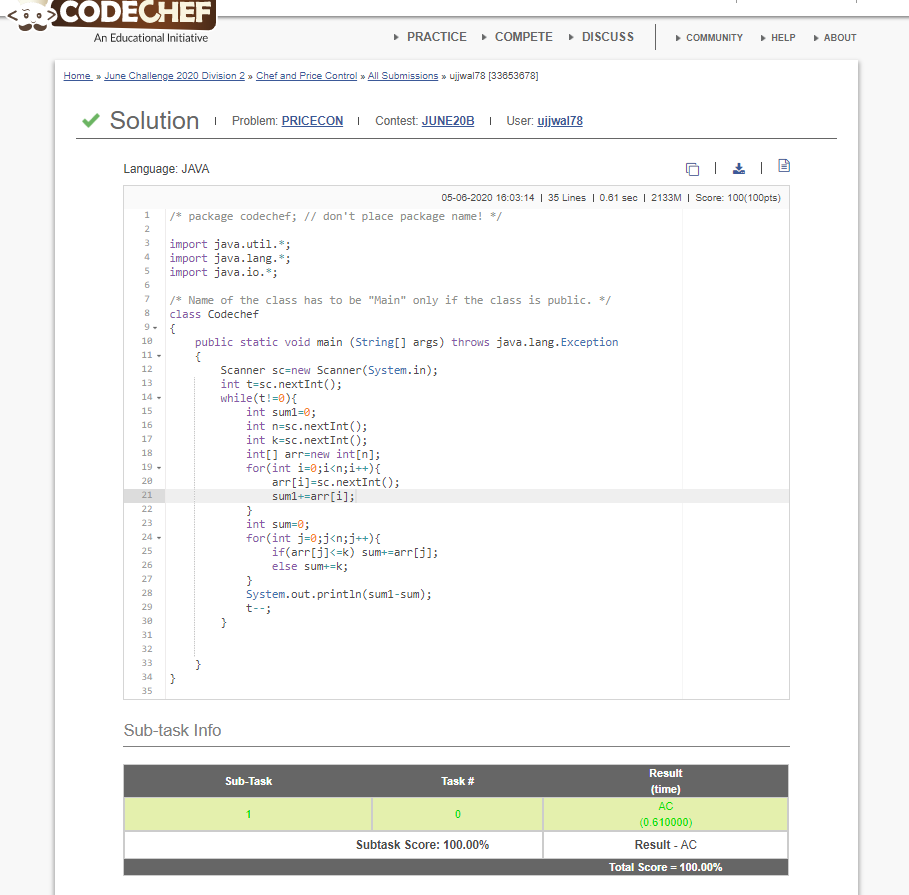 CODECHEF
An Educational Initiative
PRACTICE COMPETE DISCUSS COMMUNITY HELP ABOUT
Home » June Challenge 2020 Division 2 » Chef and Price Control » All Submissions » ujjwal78 [33653678]
Solution | Problem: PRICECON | Contest: JUNE20B | User: ujjwal78
Language: JAVA
05-06-2020 16:03:14 | 35 Lines | 0.61 sec | 2133M | Score: 100(100pts)
1 /* package codechef; // don't place package name! */
2
3 import java.util.*;
4 import java.lang.*;
5 import java.io.*;
6
7 /* Name of the class has to be "Main" only if the class is public. */
8 class Codechef
9 {
10 public static void main (String[] args) throws java.lang.Exception
11 {
12 Scanner sc=new Scanner(System.in);
13 int t=sc.nextInt();
14 while(t!=0){
15 int sum1=0;
16 int n=sc.nextInt();
17 int k=sc.nextInt();
18 int[] arr=new int[n];
19 for(int i=0;i<n;i++){
20 arr[i]=sc.nextInt();
21 sum1+=arr[i];
22 }
23 int sum=0;
24 for(int j=0;j<n;j++){
25 if(arr[j]<=k) sum+=arr[j];
26 else sum+=k;
27 }
28 System.out.println(sum1-sum);
29 t--;
30 }
31
32
33 }
34 }
35
Sub-task Info
Sub-Task Task # Result
(time)
1 0 AC
(0.610000)
Subtask Score: 100.00% Result - AC
Total Score = 100.00%